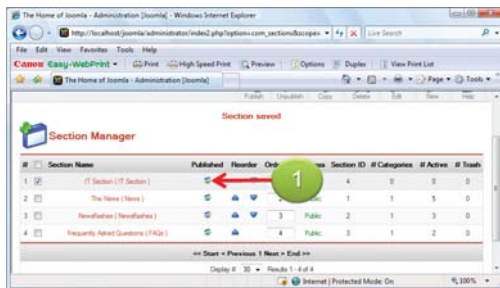 The Home of Joomla - Administration [Joomla] - Windows Internet Explorer
http://localhost/joomla/administrator/index2.php?option=com_sections&scope=
Live Search
File Edit View Favorites Tools Help
Canon Easy-WebPrint Print High Speed Print Preview Options Duplex View Print List
The Home of Joomla - Administration [Joomla]
Page Tools
Publish Unpublish Copy Delete Edit New Help
Section saved
Section Manager
# Section Name Published Reorder Section ID # Categories # Active # Trash
1 IT Section ( IT Section ) 1 4 0 0 0
2 The News ( News ) Public 1 1 5 0
3 Newsflashes ( Newsflashes ) 3 Public 2 1 3 0
4 Frequently Asked Questions ( FAQs ) 4 Public 3 1 2 0
<< Start < Previous 1 Next > End >>
Display # 30 Results 1 - 4 of 4
Internet | Protected Mode: On 100%